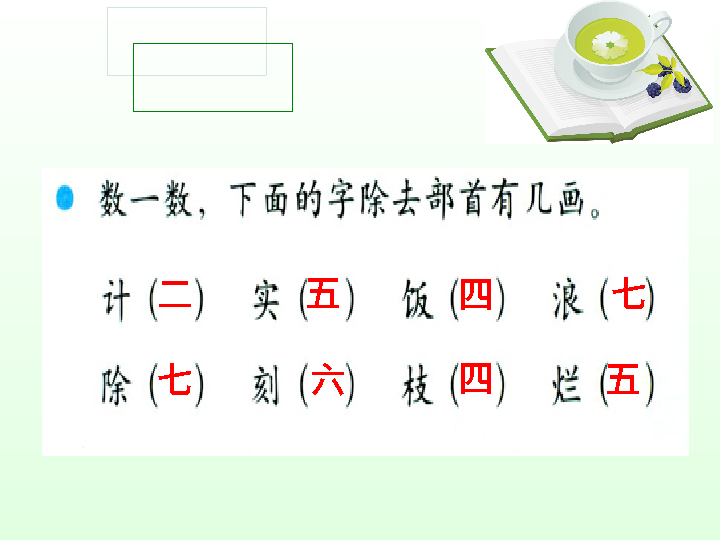 数一数，下面的字除去部首有几画。
计（二） 实（五） 饭（四） 浪（七）
除（七） 刻（六） 枝（四） 烂（五）